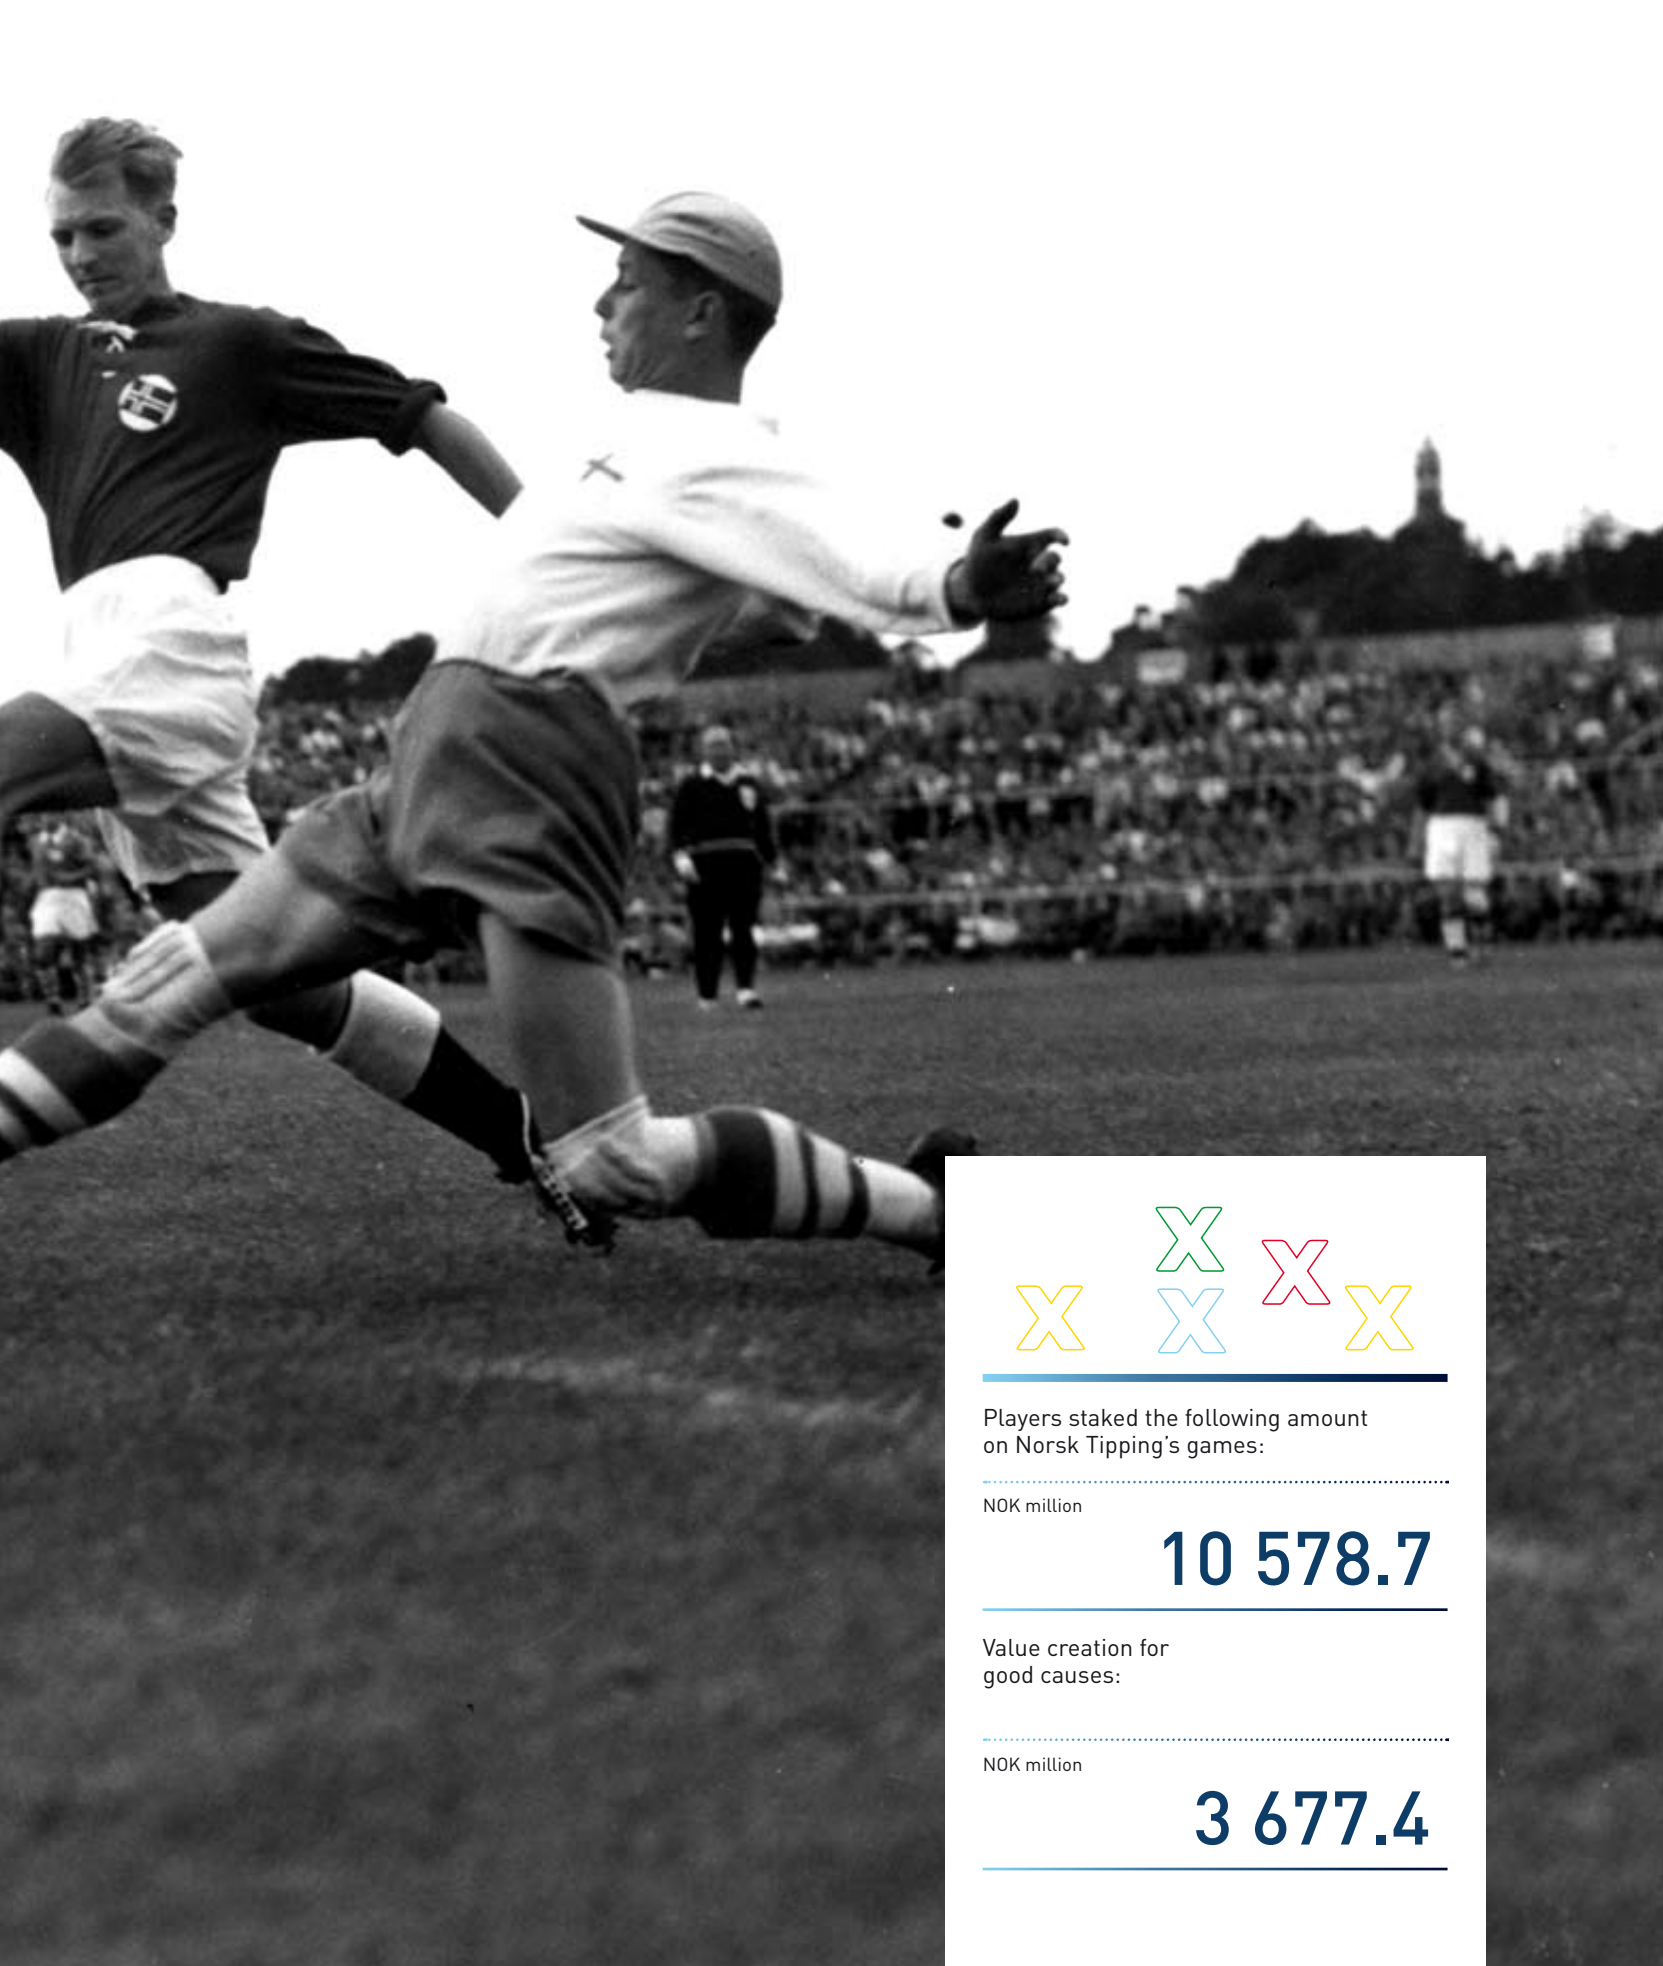 X
X
X
X
X
Players staked the following amount
on Norsk Tipping’s games:
NOK million
10 578.7
Value creation for
good causes:
NOK million
3 677.4